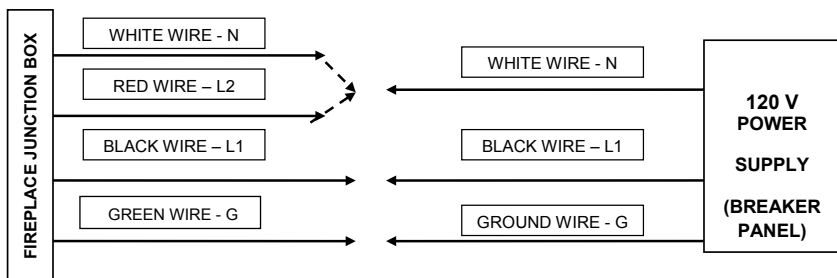 FIREPLACE JUNCTION BOX
WHITE WIRE - N
RED WIRE – L2
BLACK WIRE – L1
GREEN WIRE - G
WHITE WIRE - N
BLACK WIRE – L1
GROUND WIRE - G
120 V
POWER
SUPPLY
(BREAKER
PANEL)